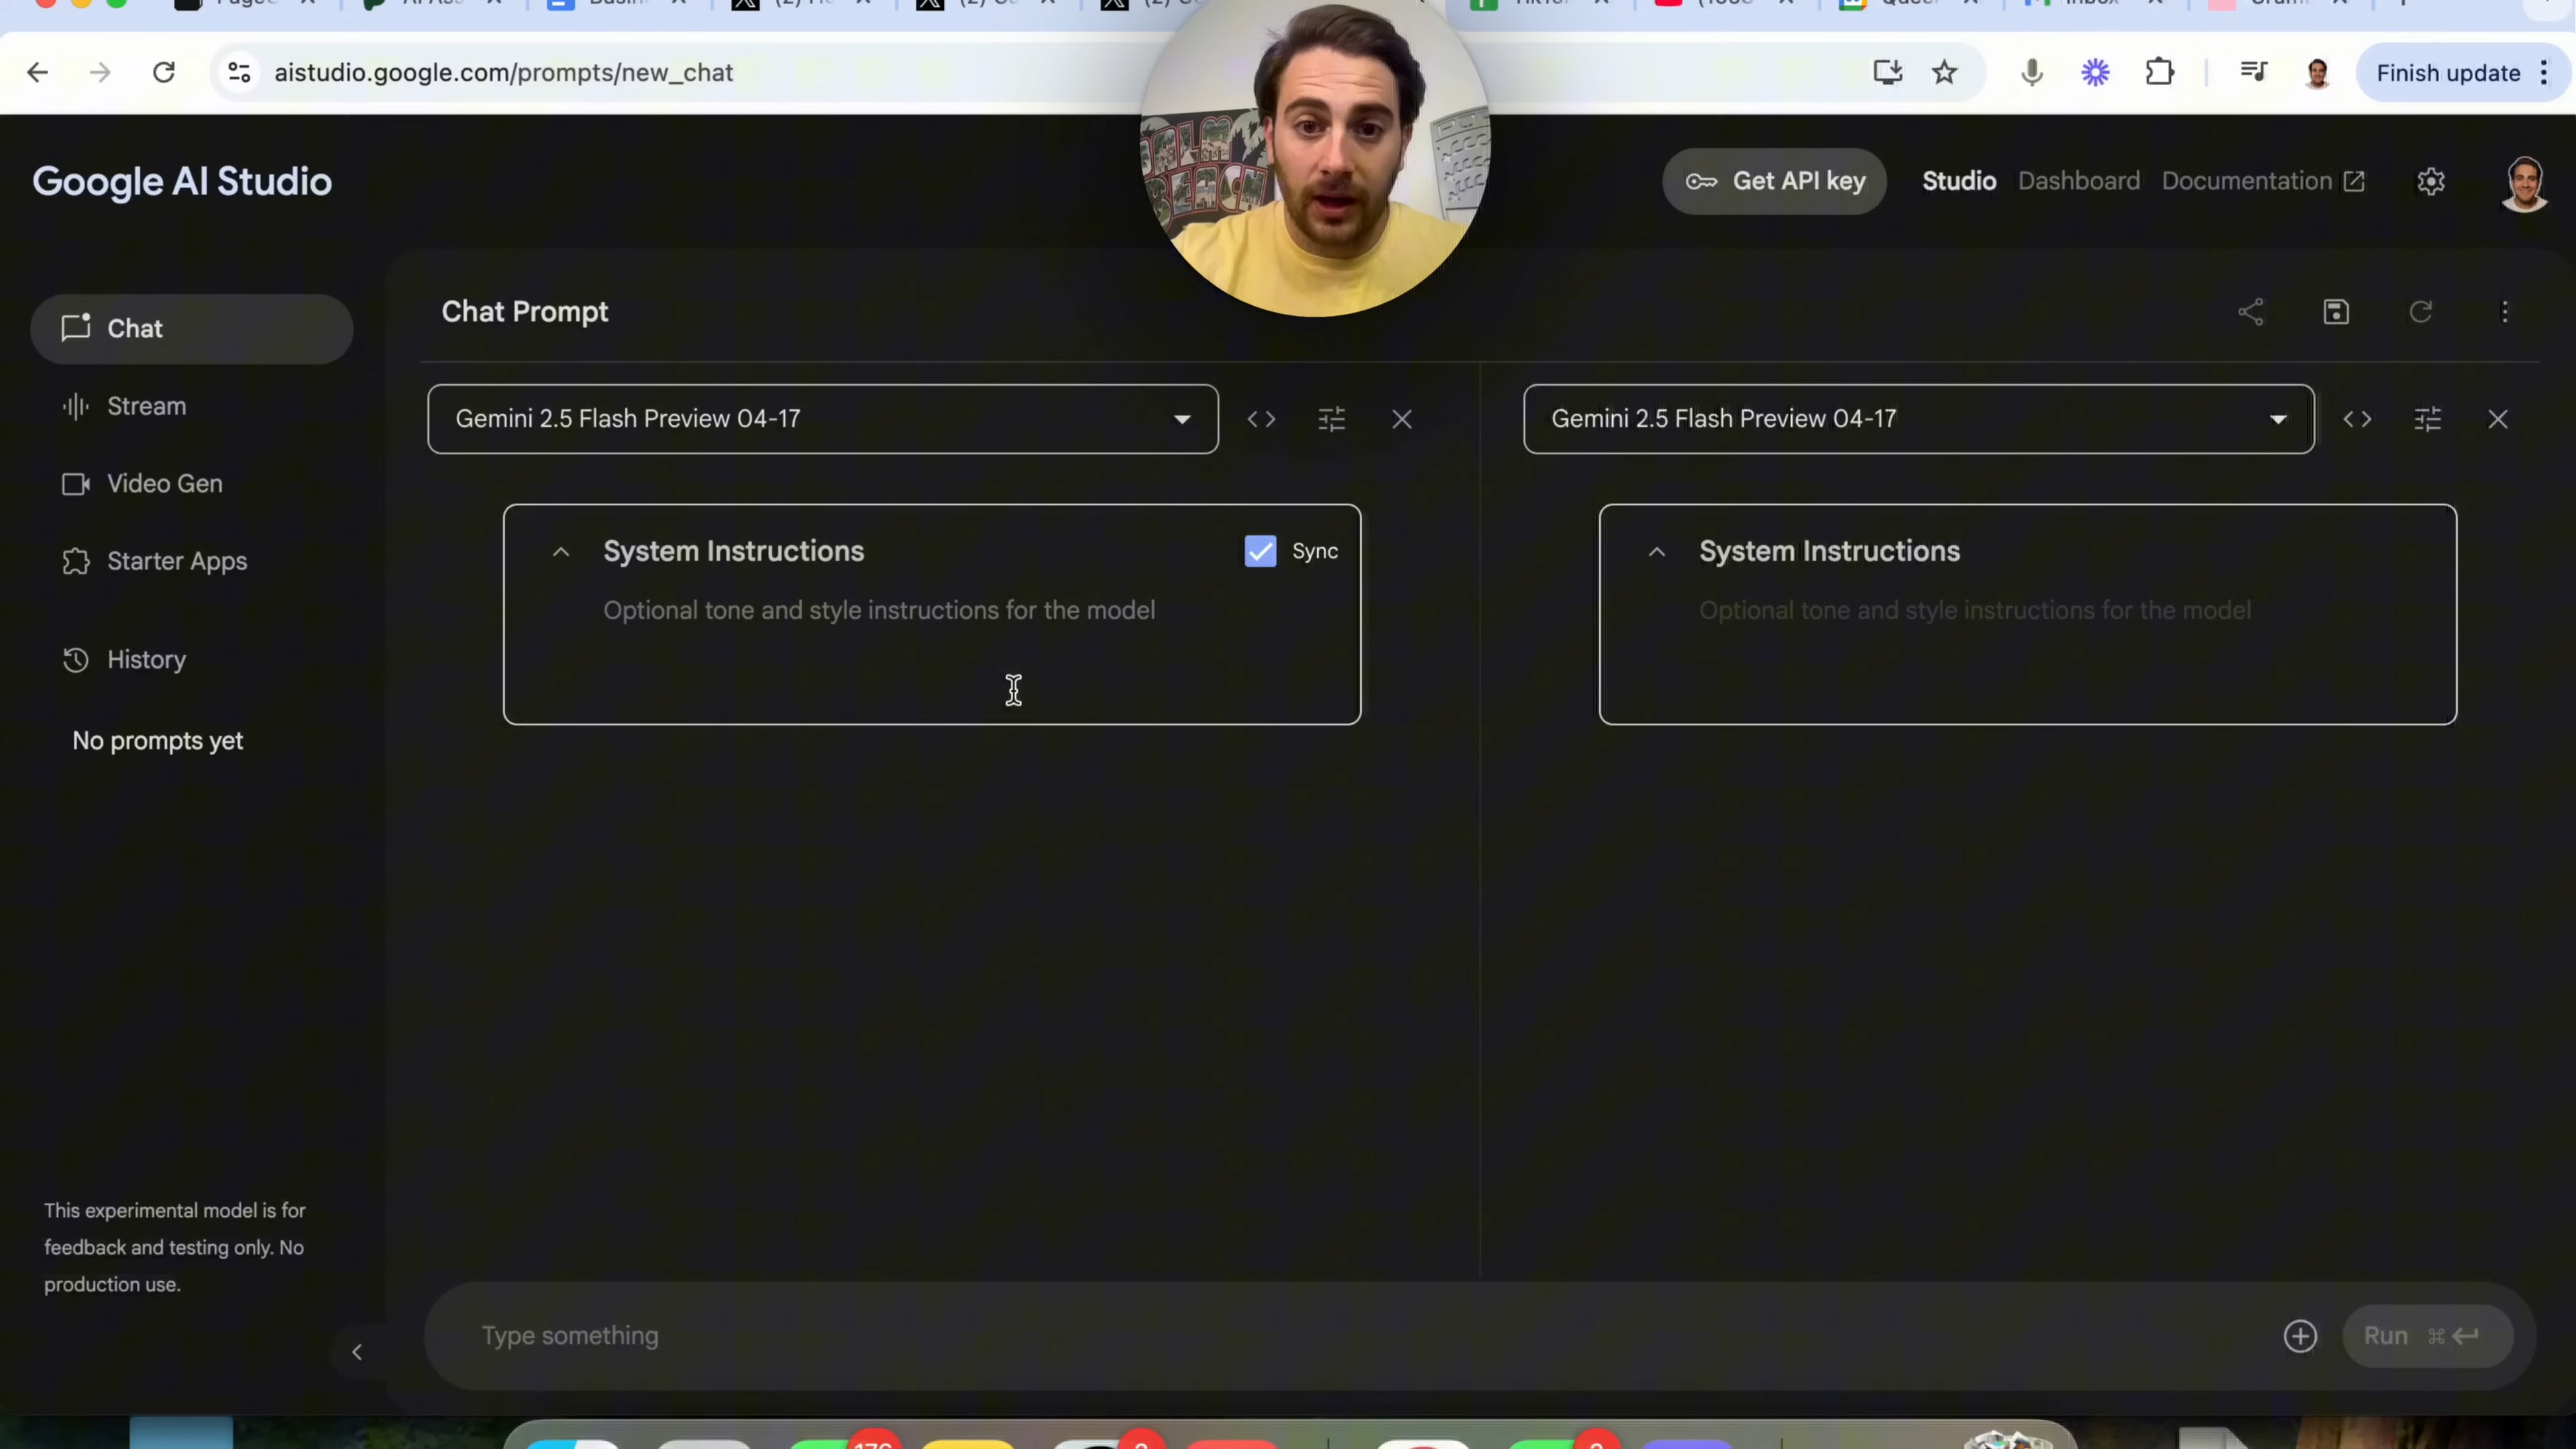 aistudio.google.com/prompts/new_chat
Finish update
Google AI Studio
Get API key
Studio
Dashboard
Documentation
Chat
Stream
Video Gen
Starter Apps
History
No prompts yet
This experimental model is for
feedback and testing only. No
production use.
Chat Prompt
Gemini 2.5 Flash Preview 04-17
System Instructions
Sync
Optional tone and style instructions for the model
Gemini 2.5 Flash Preview 04-17
System Instructions
Optional tone and style instructions for the model
Type something
Run ⌘
BEACH